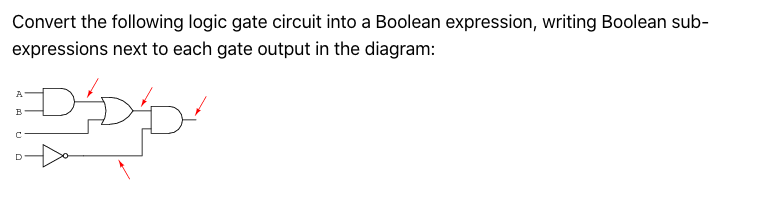 Convert the following logic gate circuit into a Boolean expression, writing Boolean sub-
expressions next to each gate output in the diagram:
A
B
C
D